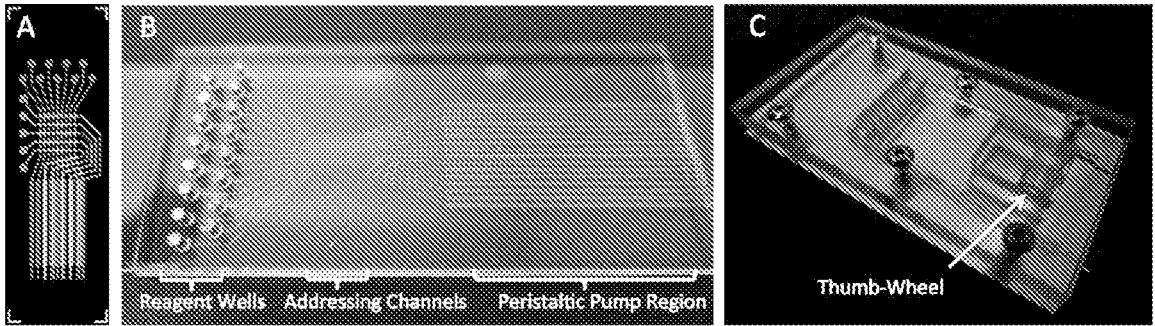 A
B
C
Reagent Wells
Addressing Channels
Peristaltic Pump Region
Thumb-Wheel